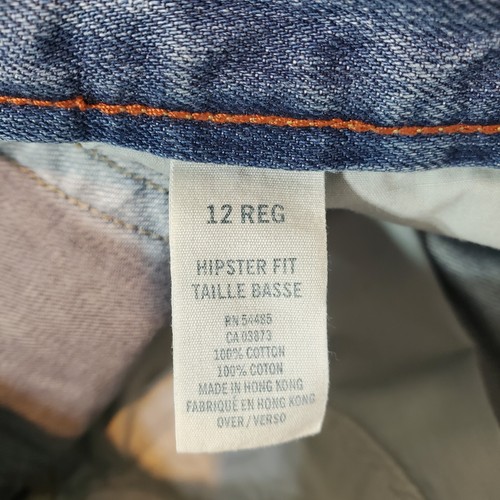 12 REG
HIPSTER FIT
TAILLE BASSE
RN 54485
CA 03873
100% COTTON
100% COTON
MADE IN HONG KONG
FABRIQUÉ EN HONG KONG
OVER / VERSO